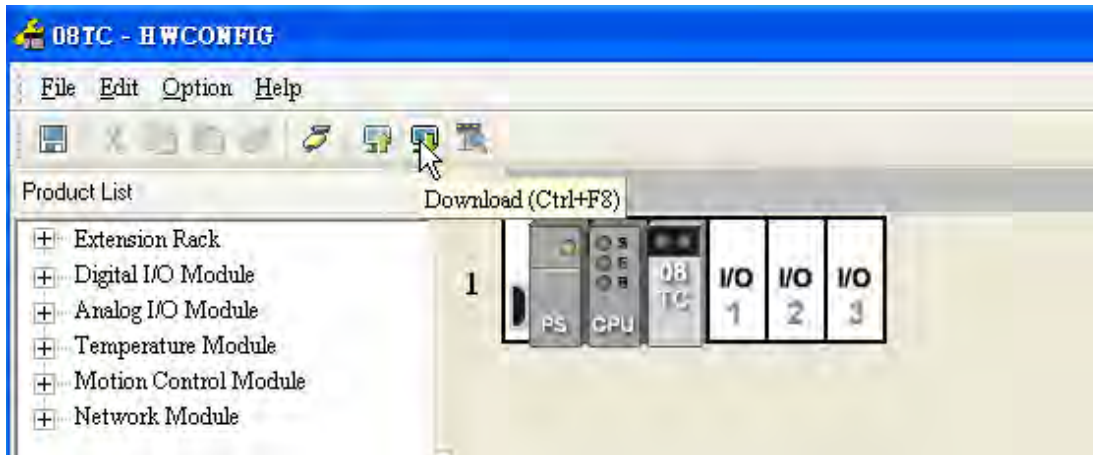 08TC - HWCONFIG
File Edit Option Help
Product List
Download (Ctrl+F8)
Extension Rack
Digital I/O Module
Analog I/O Module
Temperature Module
Motion Control Module
Network Module
1
PS
CPU
08
TC
I/O
1
I/O
2
I/O
3